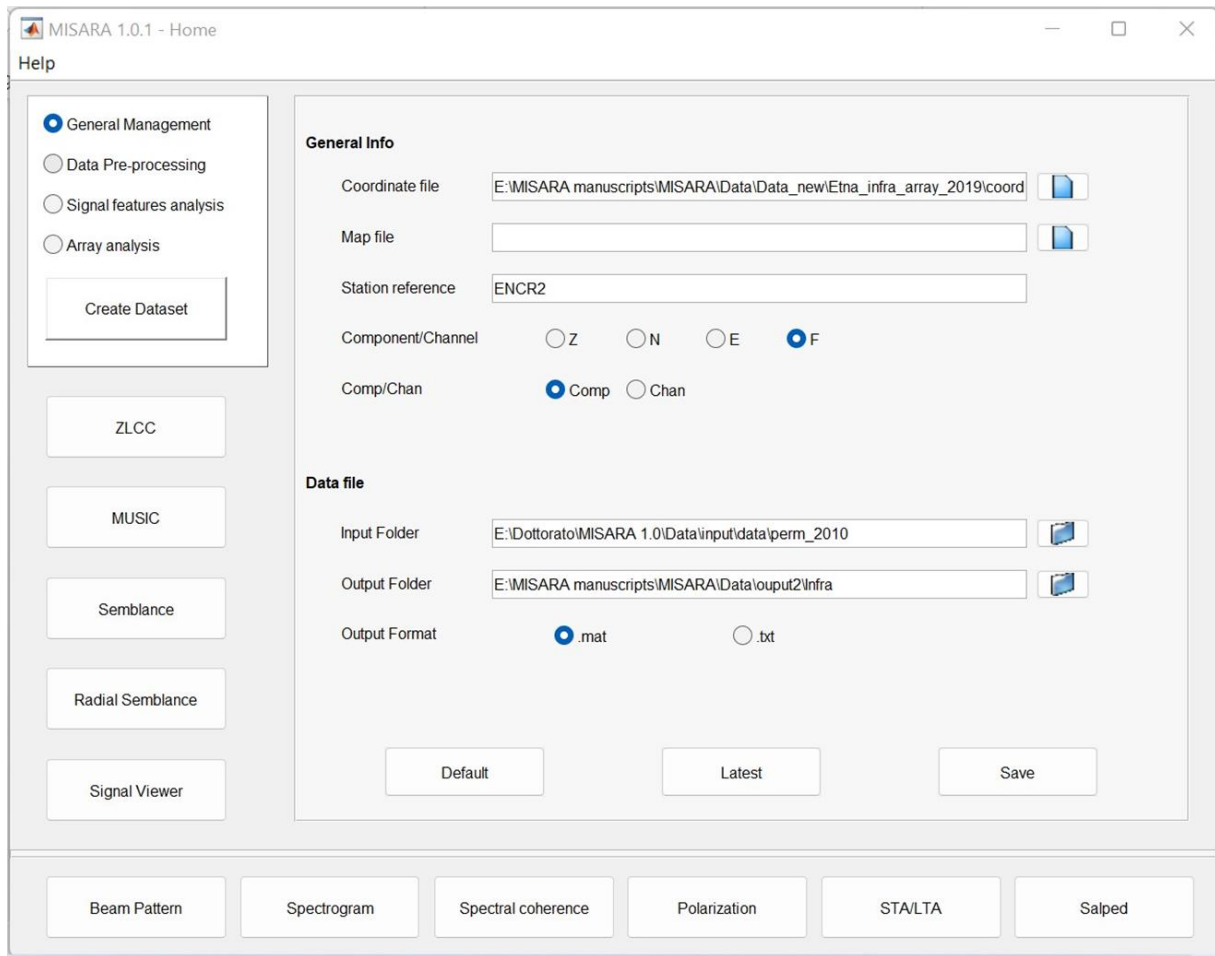 MISARA 1.0.1 - Home
Help
General Management
Data Pre-processing
Signal features analysis
Array analysis
Create Dataset
ZLCC
MUSIC
Semblance
Radial Semblance
Signal Viewer
General Info
Coordinate file E:\MISARA manuscripts\MISARA\Data\Data_new\Etna_infra_array_2019\coord
Map file
Station reference ENCR2
Component/Channel Z N E F
Comp/Chan Comp Chan
Data file
Input Folder E:\Dottorato\MISARA 1.0\Data\input\data\perm_2010
Output Folder E:\MISARA manuscripts\MISARA\Data\ouput2\Infra
Output Format .mat .txt
Default Latest Save
Beam Pattern Spectrogram Spectral coherence Polarization STA/LTA Salped